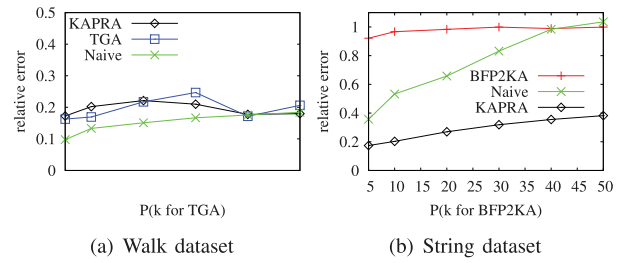 0.5
0.4
0.3
0.2
0.1
0
relative error
KAPRA
TGA
Naive
P(k for TGA)
(a) Walk dataset
1
0.8
0.6
0.4
0.2
0
relative error
BFP2KA
Naive
KAPRA
5 10 15 20 25 30 35 40 45 50
P(k for BFP2KA)
(b) String dataset